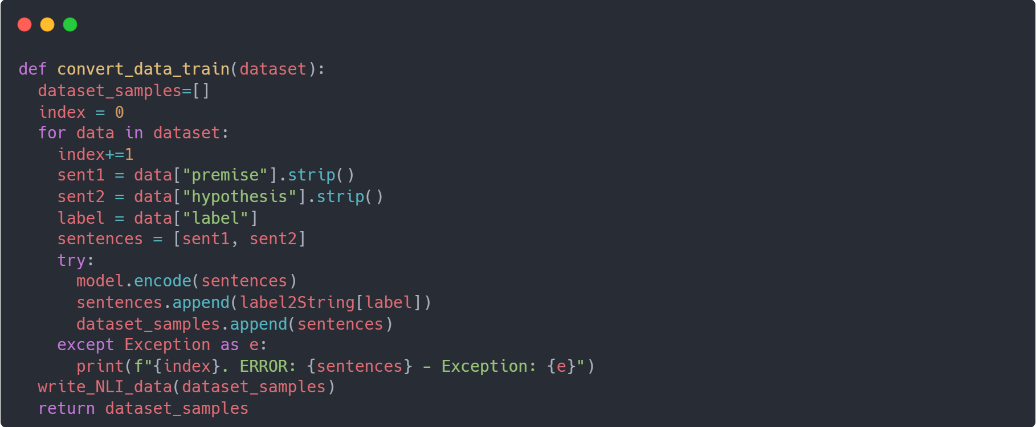 def convert_data_train(dataset):
  dataset_samples=[]
  index = 0
  for data in dataset:
    index+=1
    sent1 = data["premise"].strip()
    sent2 = data["hypothesis"].strip()
    label = data["label"]
    sentences = [sent1, sent2]
    try:
      model.encode(sentences)
      sentences.append(label2String[label])
      dataset_samples.append(sentences)
    except Exception as e:
      print(f"{index}. ERROR: {sentences} - Exception: {e}")
  write_NLI_data(dataset_samples)
  return dataset_samples